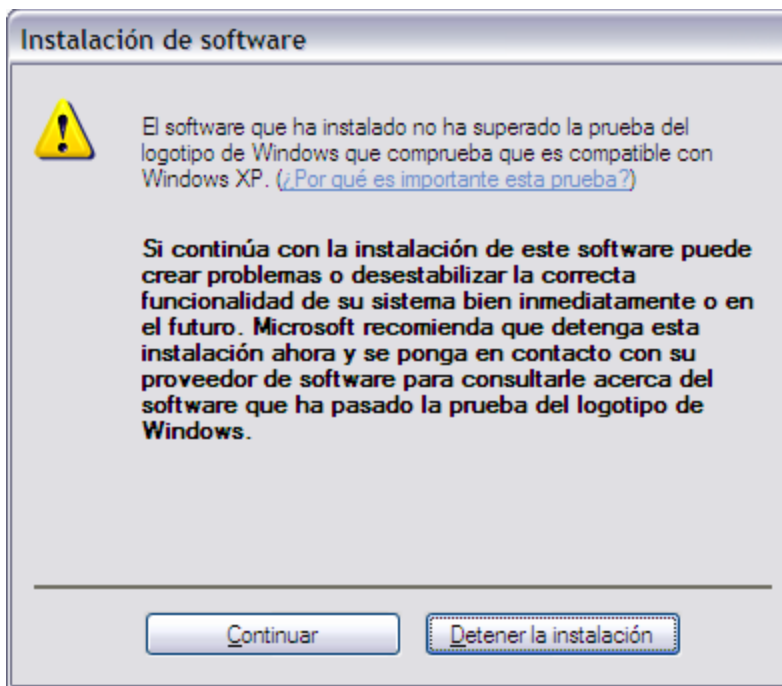 Instalación de software
El software que ha instalado no ha superado la prueba del
logotipo de Windows que comprueba que es compatible con
Windows XP. (¿Por qué es importante esta prueba?)
Si continúa con la instalación de este software puede
crear problemas o desestabilizar la correcta
funcionalidad de su sistema bien inmediatamente o en
el futuro. Microsoft recomienda que detenga esta
instalación ahora y se ponga en contacto con su
proveedor de software para consultarle acerca del
software que ha pasado la prueba del logotipo de
Windows.
Continuar
Detener la instalación